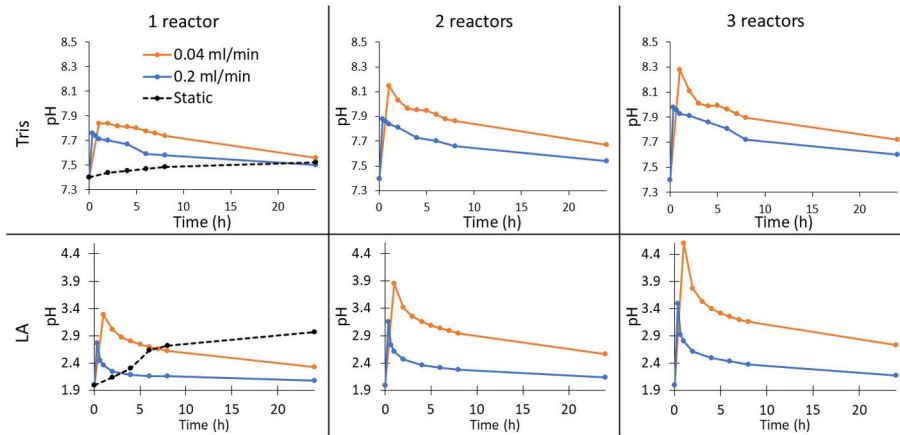 1 reactor
2 reactors
3 reactors
Tris
pH
8.5
8.3
8.1
7.9
7.7
7.5
7.3
0.04 ml/min
0.2 ml/min
Static
0 5 10 15 20
Time (h)
pH
8.5
8.3
8.1
7.9
7.7
7.5
7.3
0 5 10 15 20
Time (h)
pH
8.5
8.3
8.1
7.9
7.7
7.5
7.3
0 5 10 15 20
Time (h)
LA
pH
4.4
3.9
3.4
2.9
2.4
1.9
0 5 10 15 20
Time (h)
pH
4.4
3.9
3.4
2.9
2.4
1.9
0 5 10 15 20
Time (h)
pH
4.4
3.9
3.4
2.9
2.4
1.9
0 5 10 15 20
Time (h)